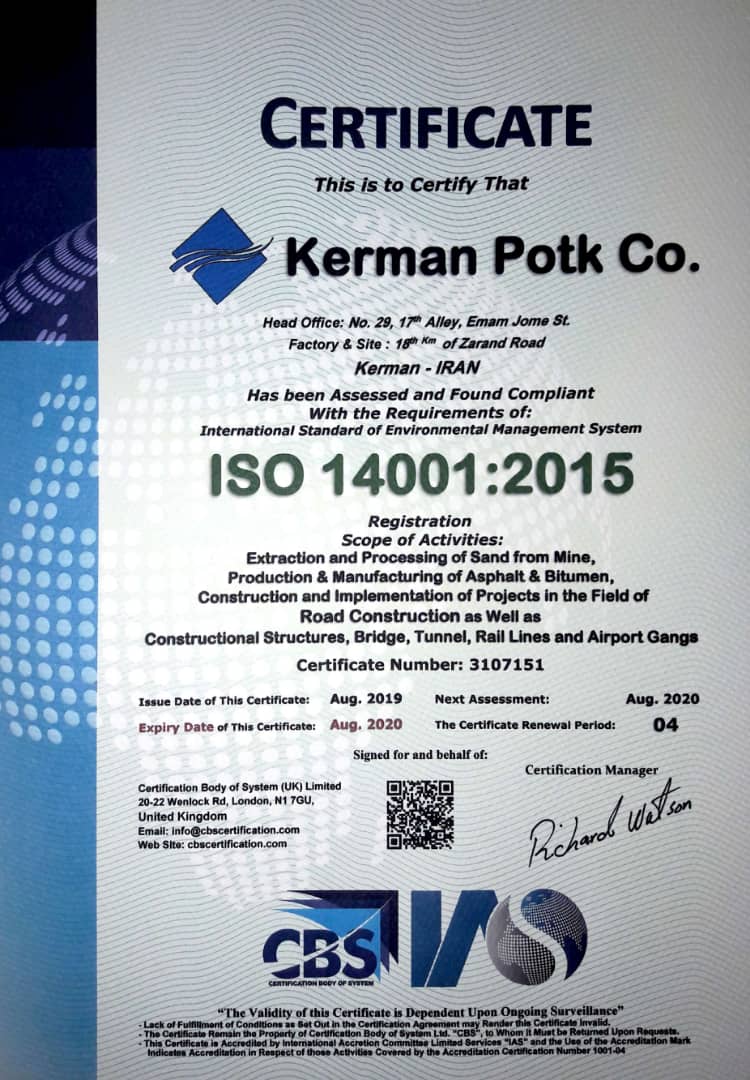 CERTIFICATE
This is to Certify That
Kerman Potk Co.
Head Office: No. 29, 17th Alley, Emam Jome St.
Factory & Site : 18th Km of Zarand Road
Kerman - IRAN
Has been Assessed and Found Compliant
With the Requirements of:
International Standard of Environmental Management System
ISO 14001:2015
Registration
Scope of Activities:
Extraction and Processing of Sand from Mine,
Production & Manufacturing of Asphalt & Bitumen,
Construction and Implementation of Projects in the Field of
Road Construction as Well as
Constructional Structures, Bridge, Tunnel, Rail Lines and Airport Gangs
Certificate Number: 3107151
Issue Date of This Certificate: Aug. 2019 Next Assessment: Aug. 2020
Expiry Date of This Certificate: Aug. 2020 The Certificate Renewal Period: 04
Signed for and behalf of:
Certification Manager
Certification Body of System (UK) Limited
20-22 Wenlock Rd, London, N1 7GU,
United Kingdom
Email: info@cbscertification.com
Web Site: cbscertification.com
Richard Watson
CBS
CERTIFICATION BODY OF SYSTEM
IAS
"The Validity of this Certificate is Dependent Upon Ongoing Surveillance"
- Lack of Fulfillment of Conditions as Set Out in the Certification Agreement may Render this Certificate Invalid.
- The Certificate Remain the Property of Certification Body of System Ltd. "CBS", to Whom It Must be Returned Upon Requests.
- This Certificate is Accredited by International Accretion Committee Limited Services "IAS" and the Use of the Accreditation Mark
Indicates Accreditation in Respect of those Activities Covered by the Accreditation Certification Number 1001-04